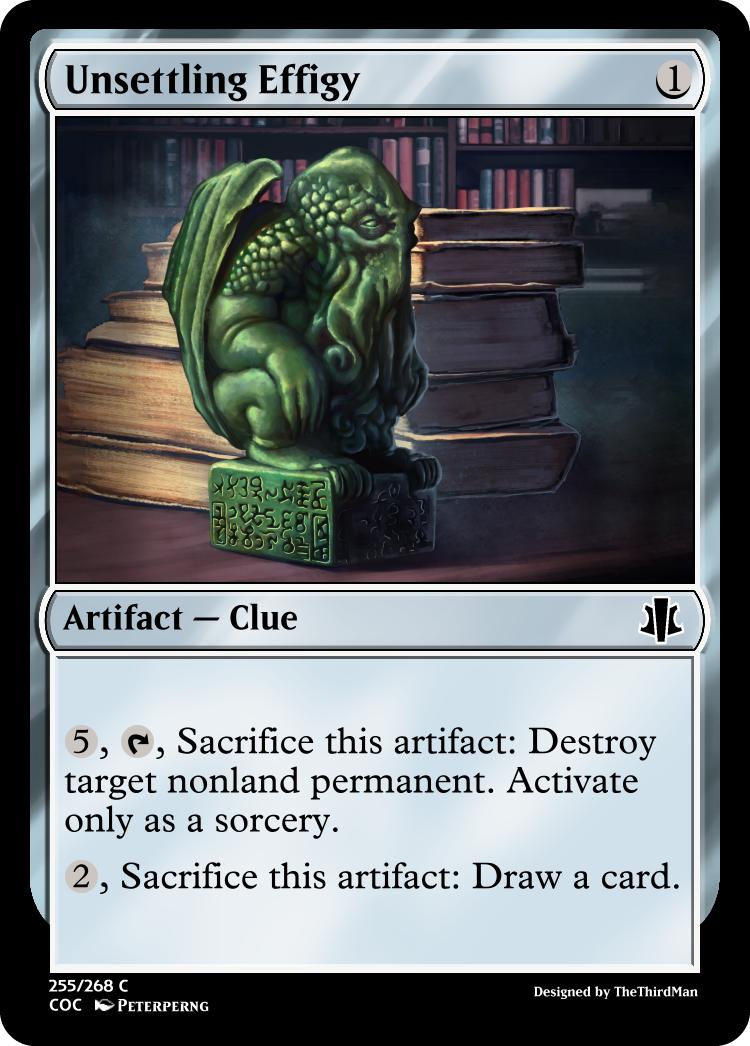 Unsettling Effigy 1
Artifact — Clue
5, Sacrifice this artifact: Destroy
target nonland permanent. Activate
only as a sorcery.
2, Sacrifice this artifact: Draw a card.
255/268 C
COC PETERPERNG
Designed by TheThirdMan